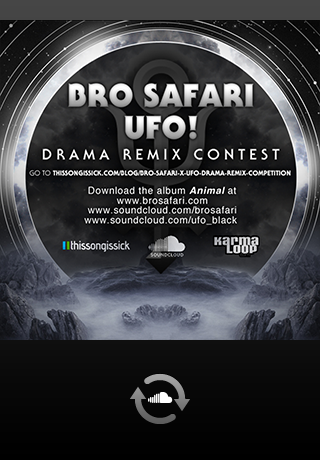 BRO SAFARI
UFO!
DRAMA REMIX CONTEST
GO TO THISSONGISSICK.COM/BLOG/BRO-SAFARI-X-UFO-DRAMA-REMIX-COMPETITION
Download the album Animal at
www.brosafari.com
www.soundcloud.com/brosafari
www.soundcloud.com/ufo_black
thissongissick
SOUNDCLOUD
KARMA
LOOP